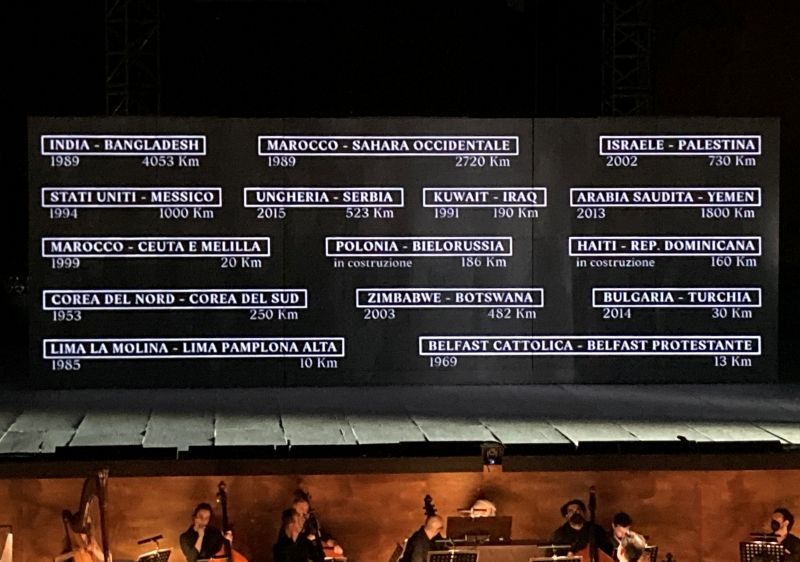 INDIA - BANGLADESH MAROCCO - SAHARA OCCIDENTALE ISRAELE - PALESTINA
1989 4053 Km 1989 2720 Km 2002 730 Km
STATI UNITI - MESSICO UNGHERIA - SERBIA KUWAIT - IRAQ ARABIA SAUDITA - YEMEN
1994 1000 Km 2015 523 Km 1991 190 Km 2013 1800 Km
MAROCCO - CEUTA E MELILLA POLONIA - BIELORUSSIA HAITI - REP. DOMINICANA
1999 20 Km in costruzione 186 Km in costruzione 160 Km
COREA DEL NORD - COREA DEL SUD ZIMBABWE - BOTSWANA BULGARIA - TURCHIA
1953 250 Km 2003 482 Km 2014 30 Km
LIMA LA MOLINA - LIMA PAMPLONA ALTA BELFAST CATTOLICA - BELFAST PROTESTANTE
1985 10 Km 1969 13 Km